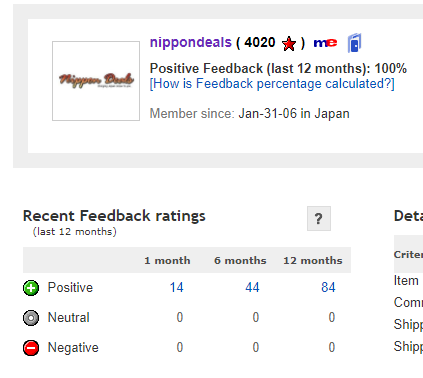 nippondeals ( 4020 ) me
Nippon Deals
Positive Feedback (last 12 months): 100%
[How is Feedback percentage calculated?]
Member since: Jan-31-06 in Japan
Recent Feedback ratings ?
(last 12 months)
1 month 6 months 12 months
Positive 14 44 84
Neutral 0 0 0
Negative 0 0 0
Deta
Criter
Item
Comm
Shipp
Shipp